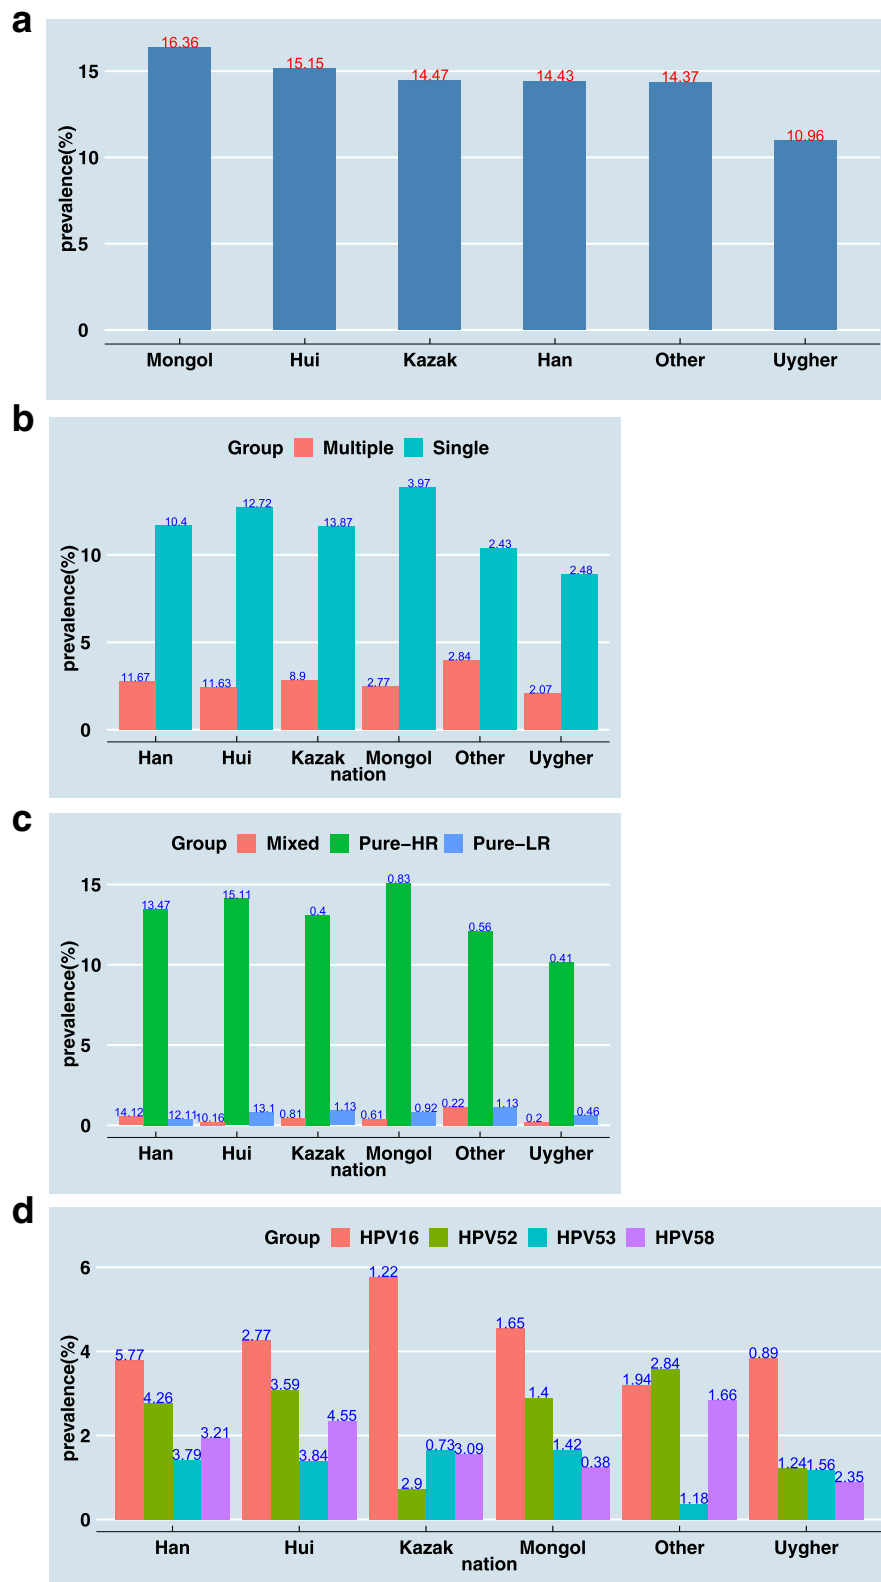 a
16.36
15.15
14.47
14.43
14.37
10.96
15
10
5
0
prevalence(%)
Mongol Hui Kazak Han Other Uygher
b
Group Multiple Single
3.97
12.72
10.4
13.87
2.43
2.48
10
5
0
prevalence(%)
11.67
11.63
8.9
2.77
2.84
2.07
Han Hui Kazak Mongol Other Uygher
nation
c
Group Mixed Pure−HR Pure−LR
0.83
15.11
13.47
0.4
0.56
0.41
15
10
5
0
prevalence(%)
14.12 12.11 10.16 13.1 0.81 1.13 0.61 0.92 0.22 1.13 0.2 0.46
Han Hui Kazak Mongol Other Uygher
nation
d
Group HPV16 HPV52 HPV53 HPV58
6
4
2
0
prevalence(%)
5.77 4.26 3.79 3.21
2.77 3.59 3.84 4.55
1.22 2.9 0.73 3.09
1.65 1.4 1.42 0.38
1.94 2.84 1.18 1.66
0.89 1.24 1.56 2.35
Han Hui Kazak Mongol Other Uygher
nation